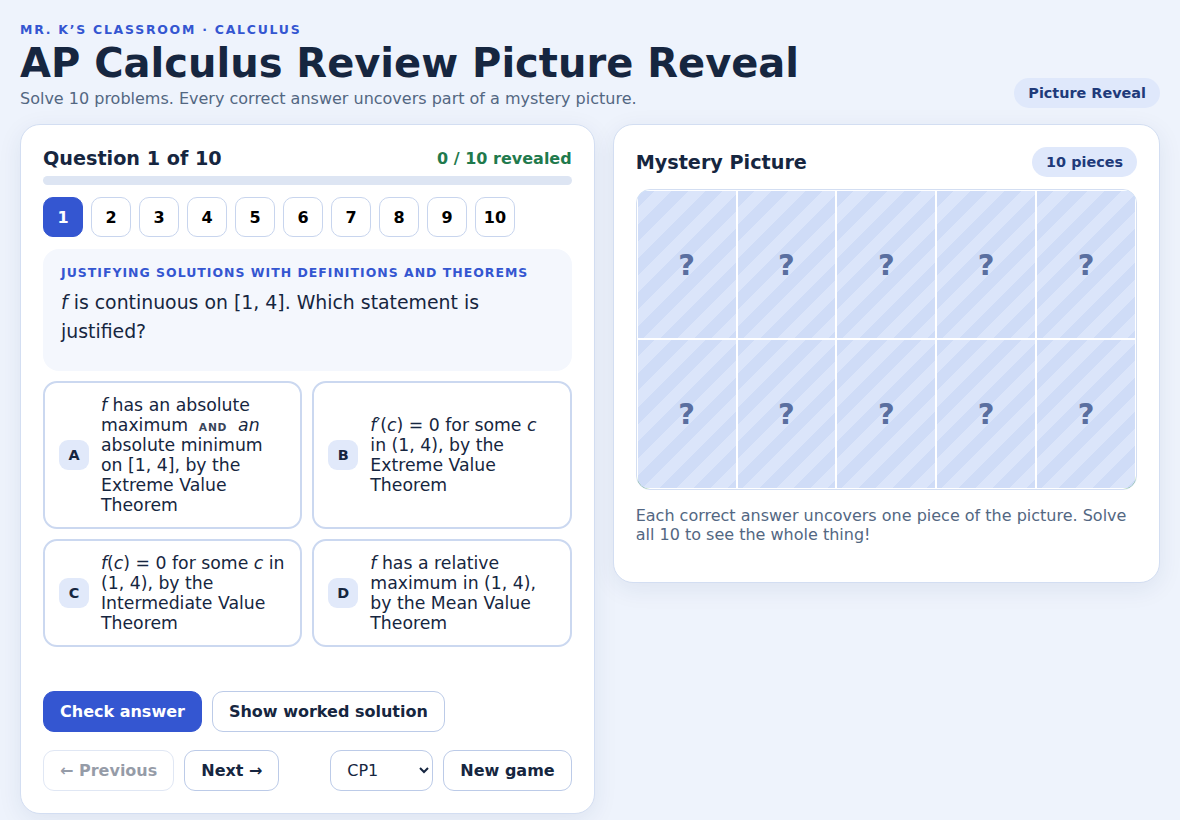 MR. K'S CLASSROOM · CALCULUS
AP Calculus Review Picture Reveal
Solve 10 problems. Every correct answer uncovers part of a mystery picture.
Picture Reveal
Question 1 of 10
0 / 10 revealed
1 2 3 4 5 6 7 8 9 10
JUSTIFYING SOLUTIONS WITH DEFINITIONS AND THEOREMS
f is continuous on [1, 4]. Which statement is
justified?
A
f has an absolute
maximum AND an
absolute minimum
on [1, 4], by the
Extreme Value
Theorem
B
f′(c) = 0 for some c
in (1, 4), by the
Extreme Value
Theorem
C
f(c) = 0 for some c in
(1, 4), by the
Intermediate Value
Theorem
D
f has a relative
maximum in (1, 4),
by the Mean Value
Theorem
Check answer
Show worked solution
← Previous
Next →
CP1
New game
Mystery Picture
10 pieces
? ? ? ? ?
? ? ? ? ?
Each correct answer uncovers one piece of the picture. Solve
all 10 to see the whole thing!